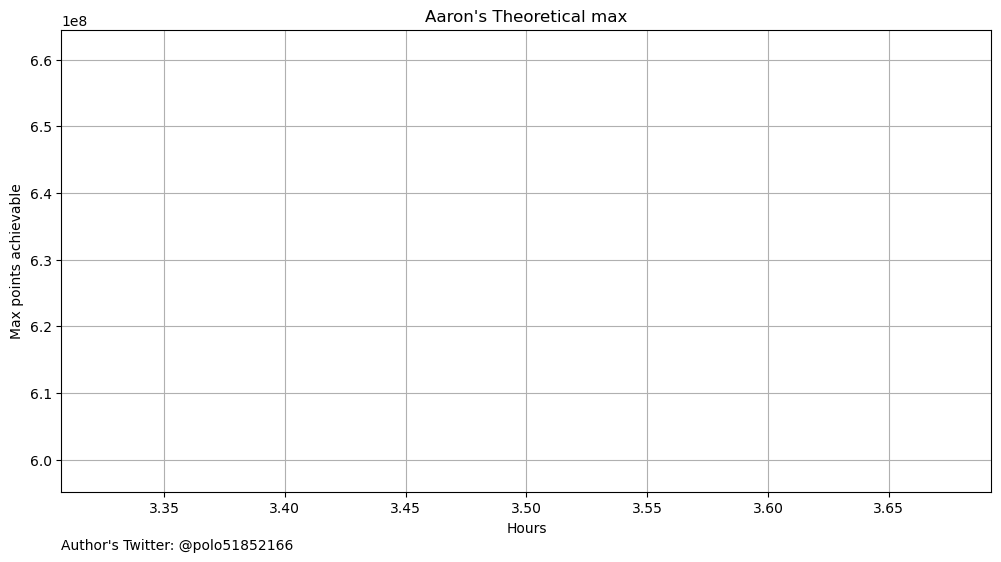 Aaron's Theoretical max
1e8
6.6
6.5
6.4
6.3
6.2
6.1
6.0
Max points achievable
3.35 3.40 3.45 3.50 3.55 3.60 3.65
Hours
Author's Twitter: @polo51852166